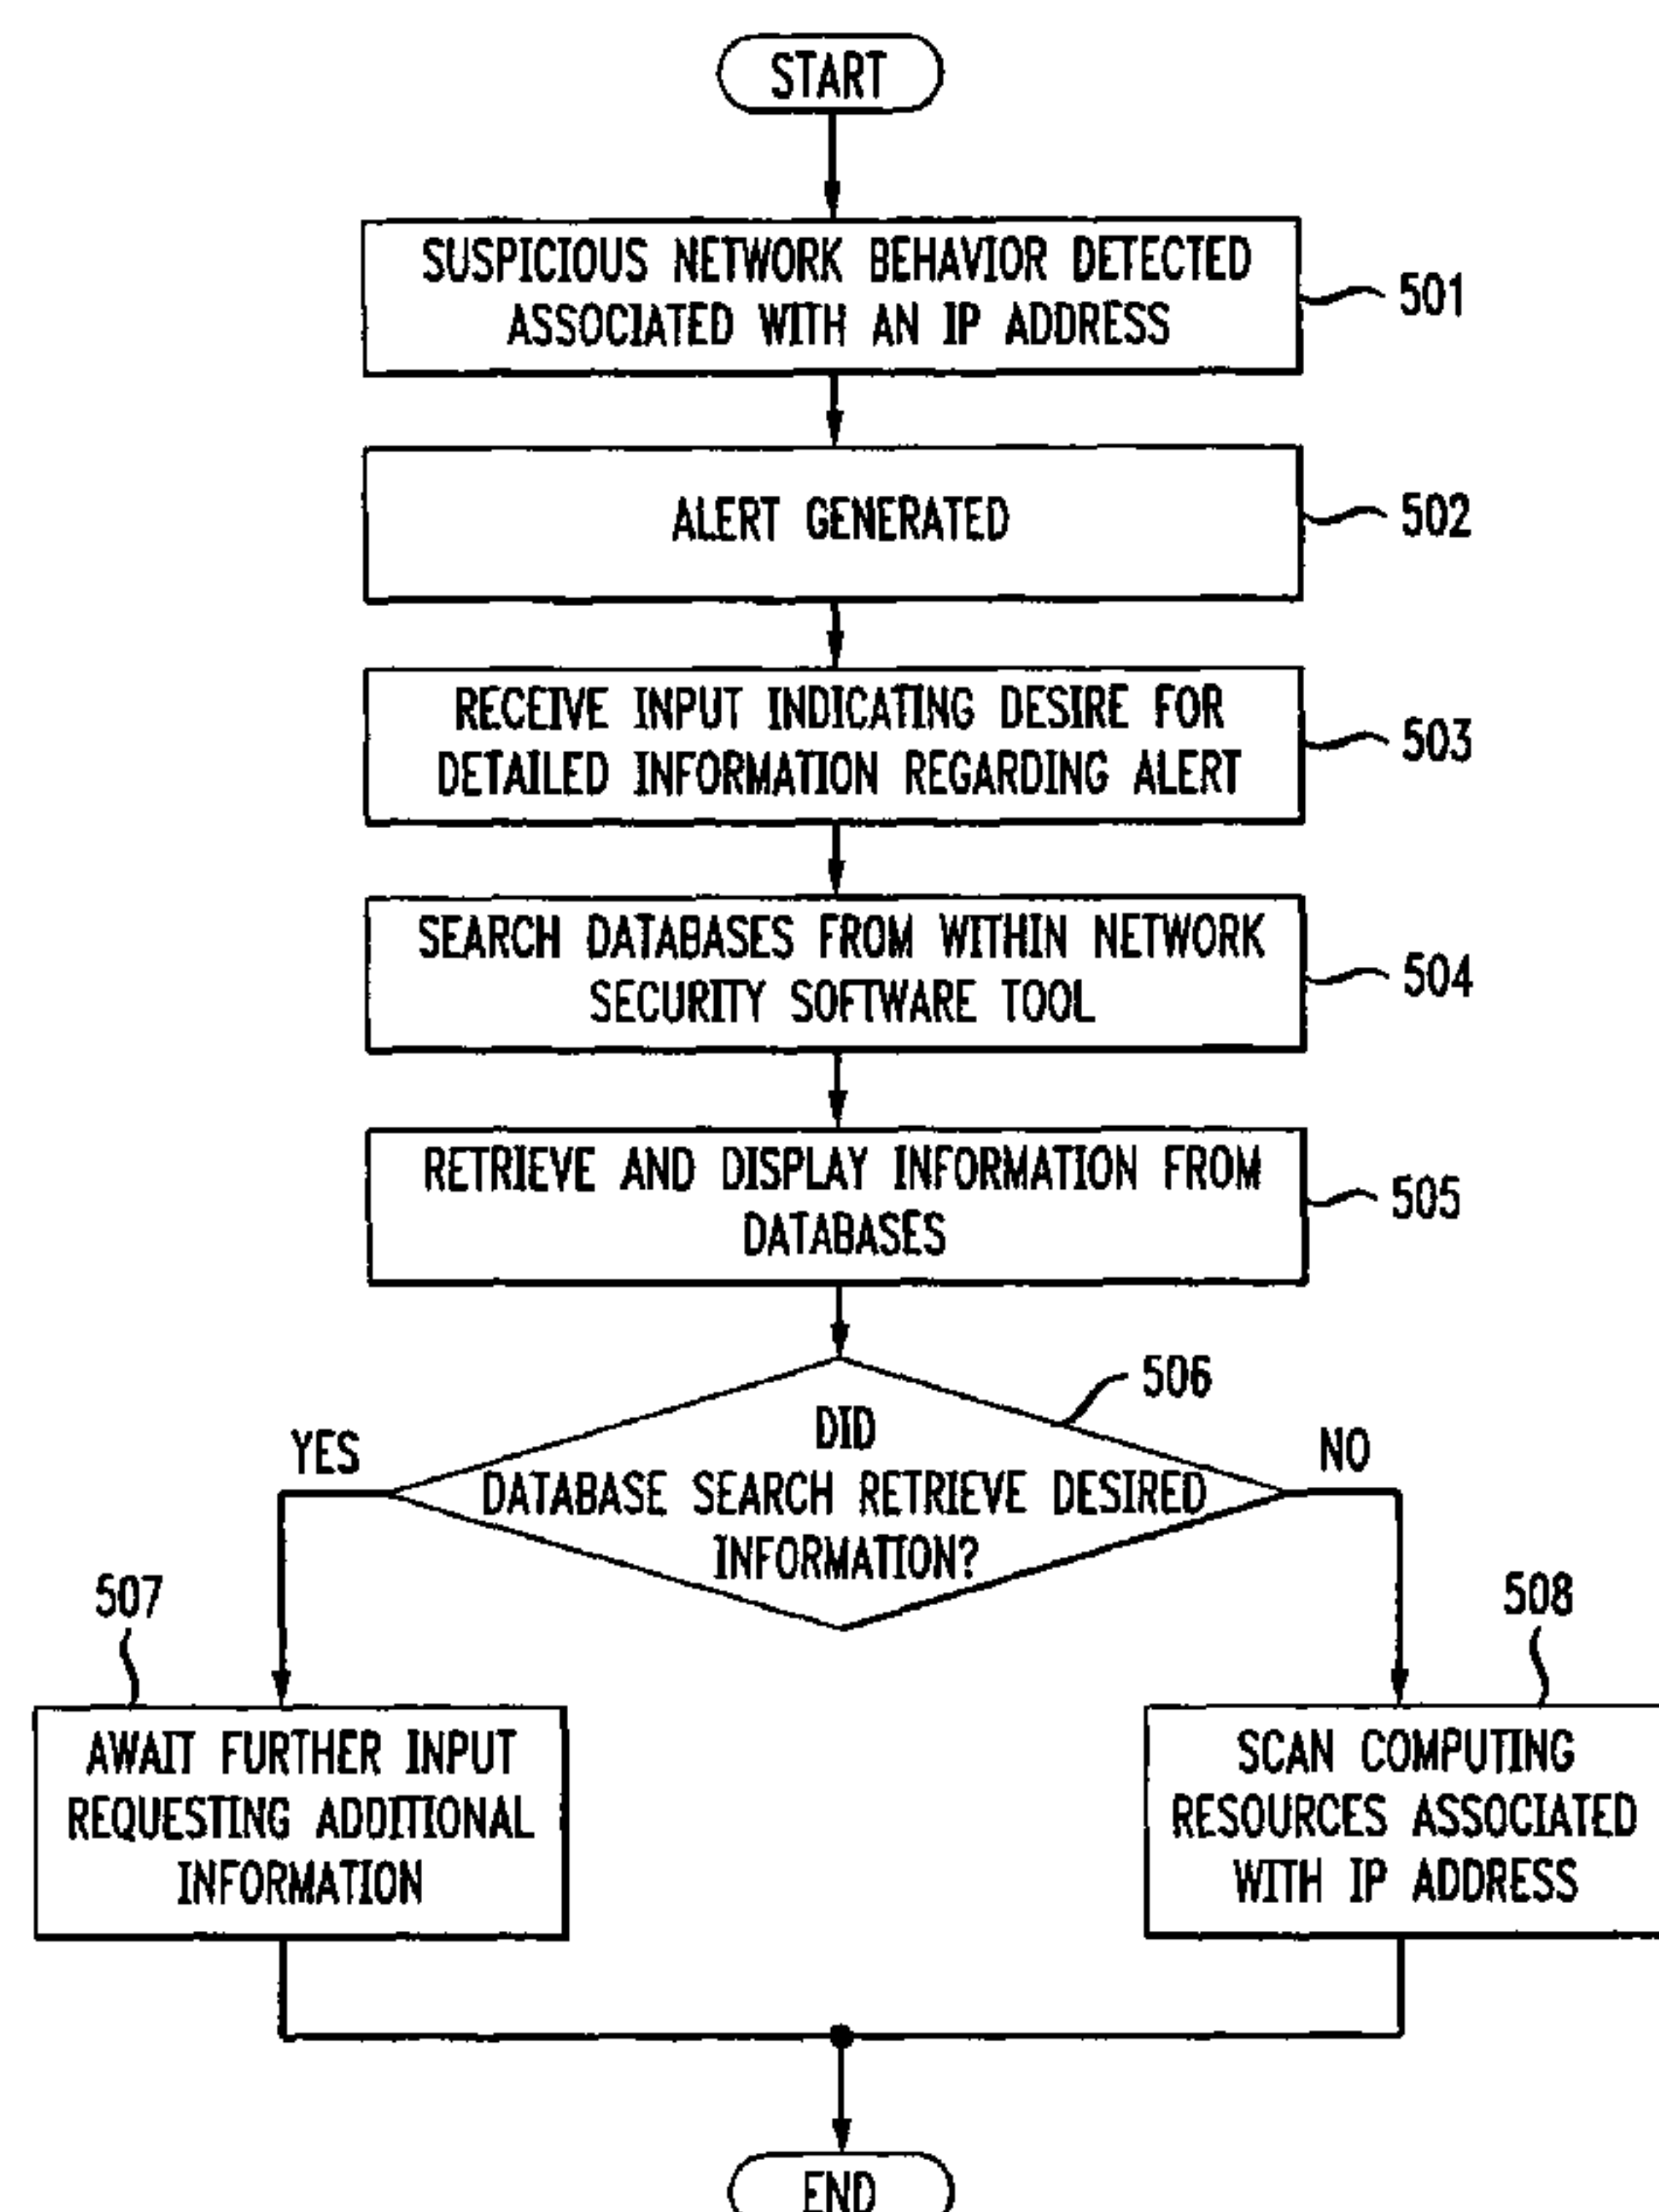 START
SUSPICIOUS NETWORK BEHAVIOR DETECTED
ASSOCIATED WITH AN IP ADDRESS
501
ALERT GENERATED
502
RECEIVE INPUT INDICATING DESIRE FOR
DETAILED INFORMATION REGARDING ALERT
503
SEARCH DATABASES FROM WITHIN NETWORK
SECURITY SOFTWARE TOOL
504
RETRIEVE AND DISPLAY INFORMATION FROM
DATABASES
505
506
DID
DATABASE SEARCH RETRIEVE DESIRED
INFORMATION?
YES
NO
507
AWAIT FURTHER INPUT
REQUESTING ADDITIONAL
INFORMATION
508
SCAN COMPUTING
RESOURCES ASSOCIATED
WITH IP ADDRESS
END